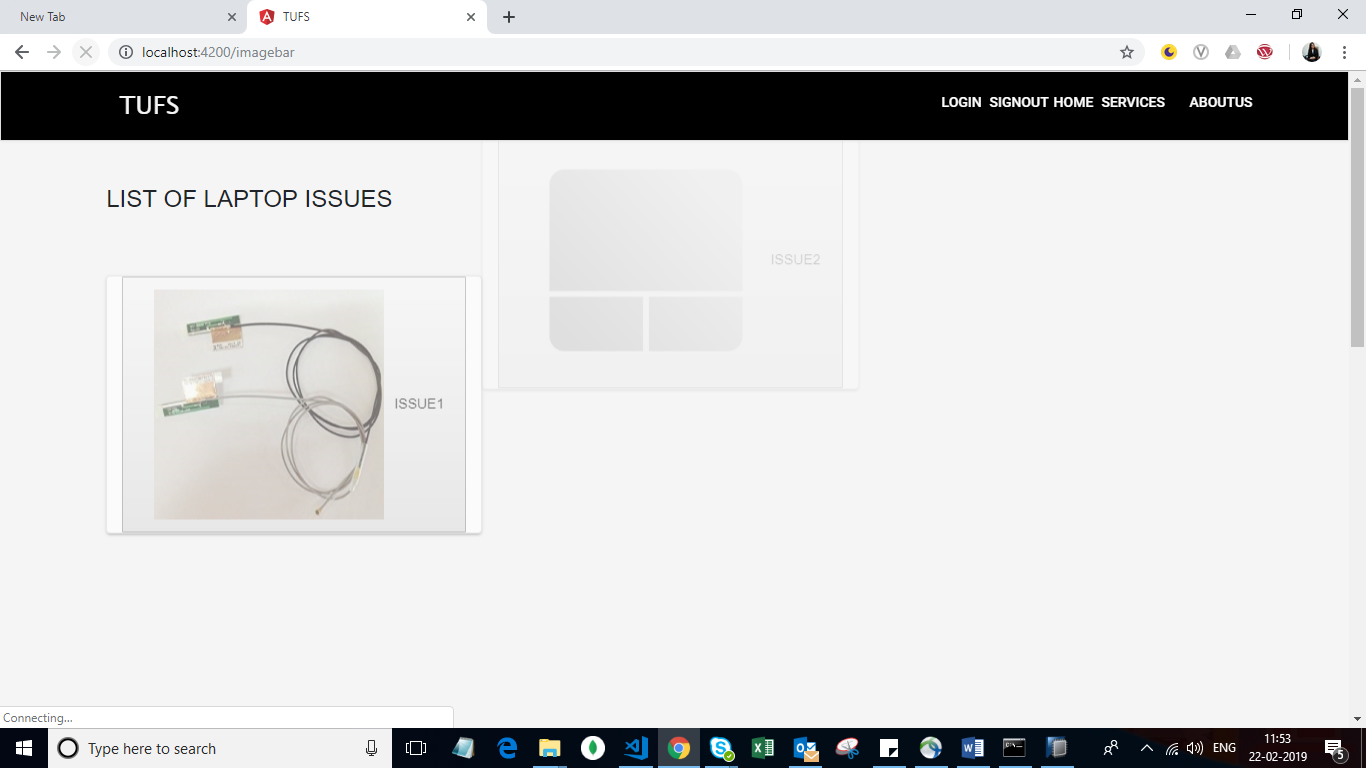 New Tab
TUFS
localhost:4200/imagebar
TUFS
LOGIN SIGNOUT HOME SERVICES ABOUTUS
LIST OF LAPTOP ISSUES
ISSUE2
ISSUE1
Connecting...
Type here to search
ENG
11:53
22-02-2019
5